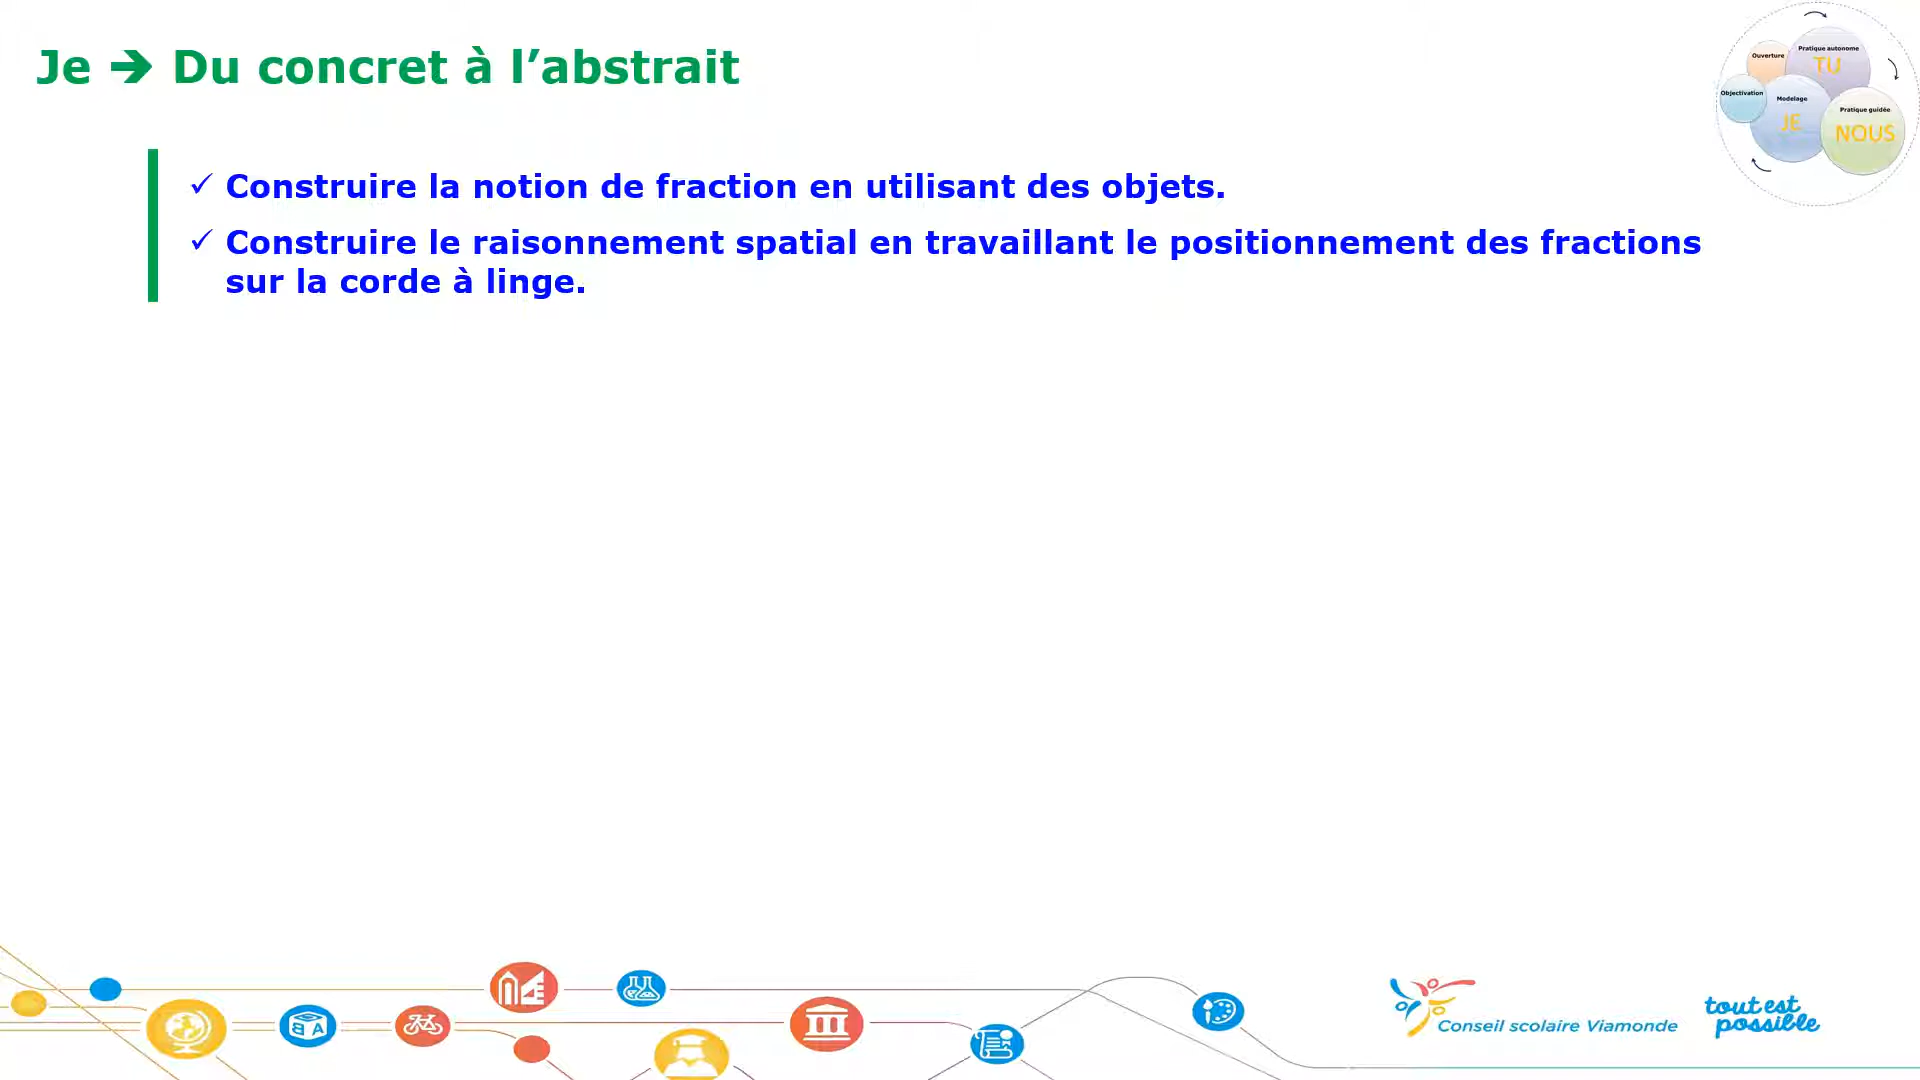 Je ➔ Du concret à l’abstrait
✓ Construire la notion de fraction en utilisant des objets.
✓ Construire le raisonnement spatial en travaillant le positionnement des fractions
sur la corde à linge.
Ouverture
Pratique autonome
TU
Objectivation
Modelage
JE
Pratique guidée
NOUS
B A
Conseil scolaire Viamonde
tout est
possible